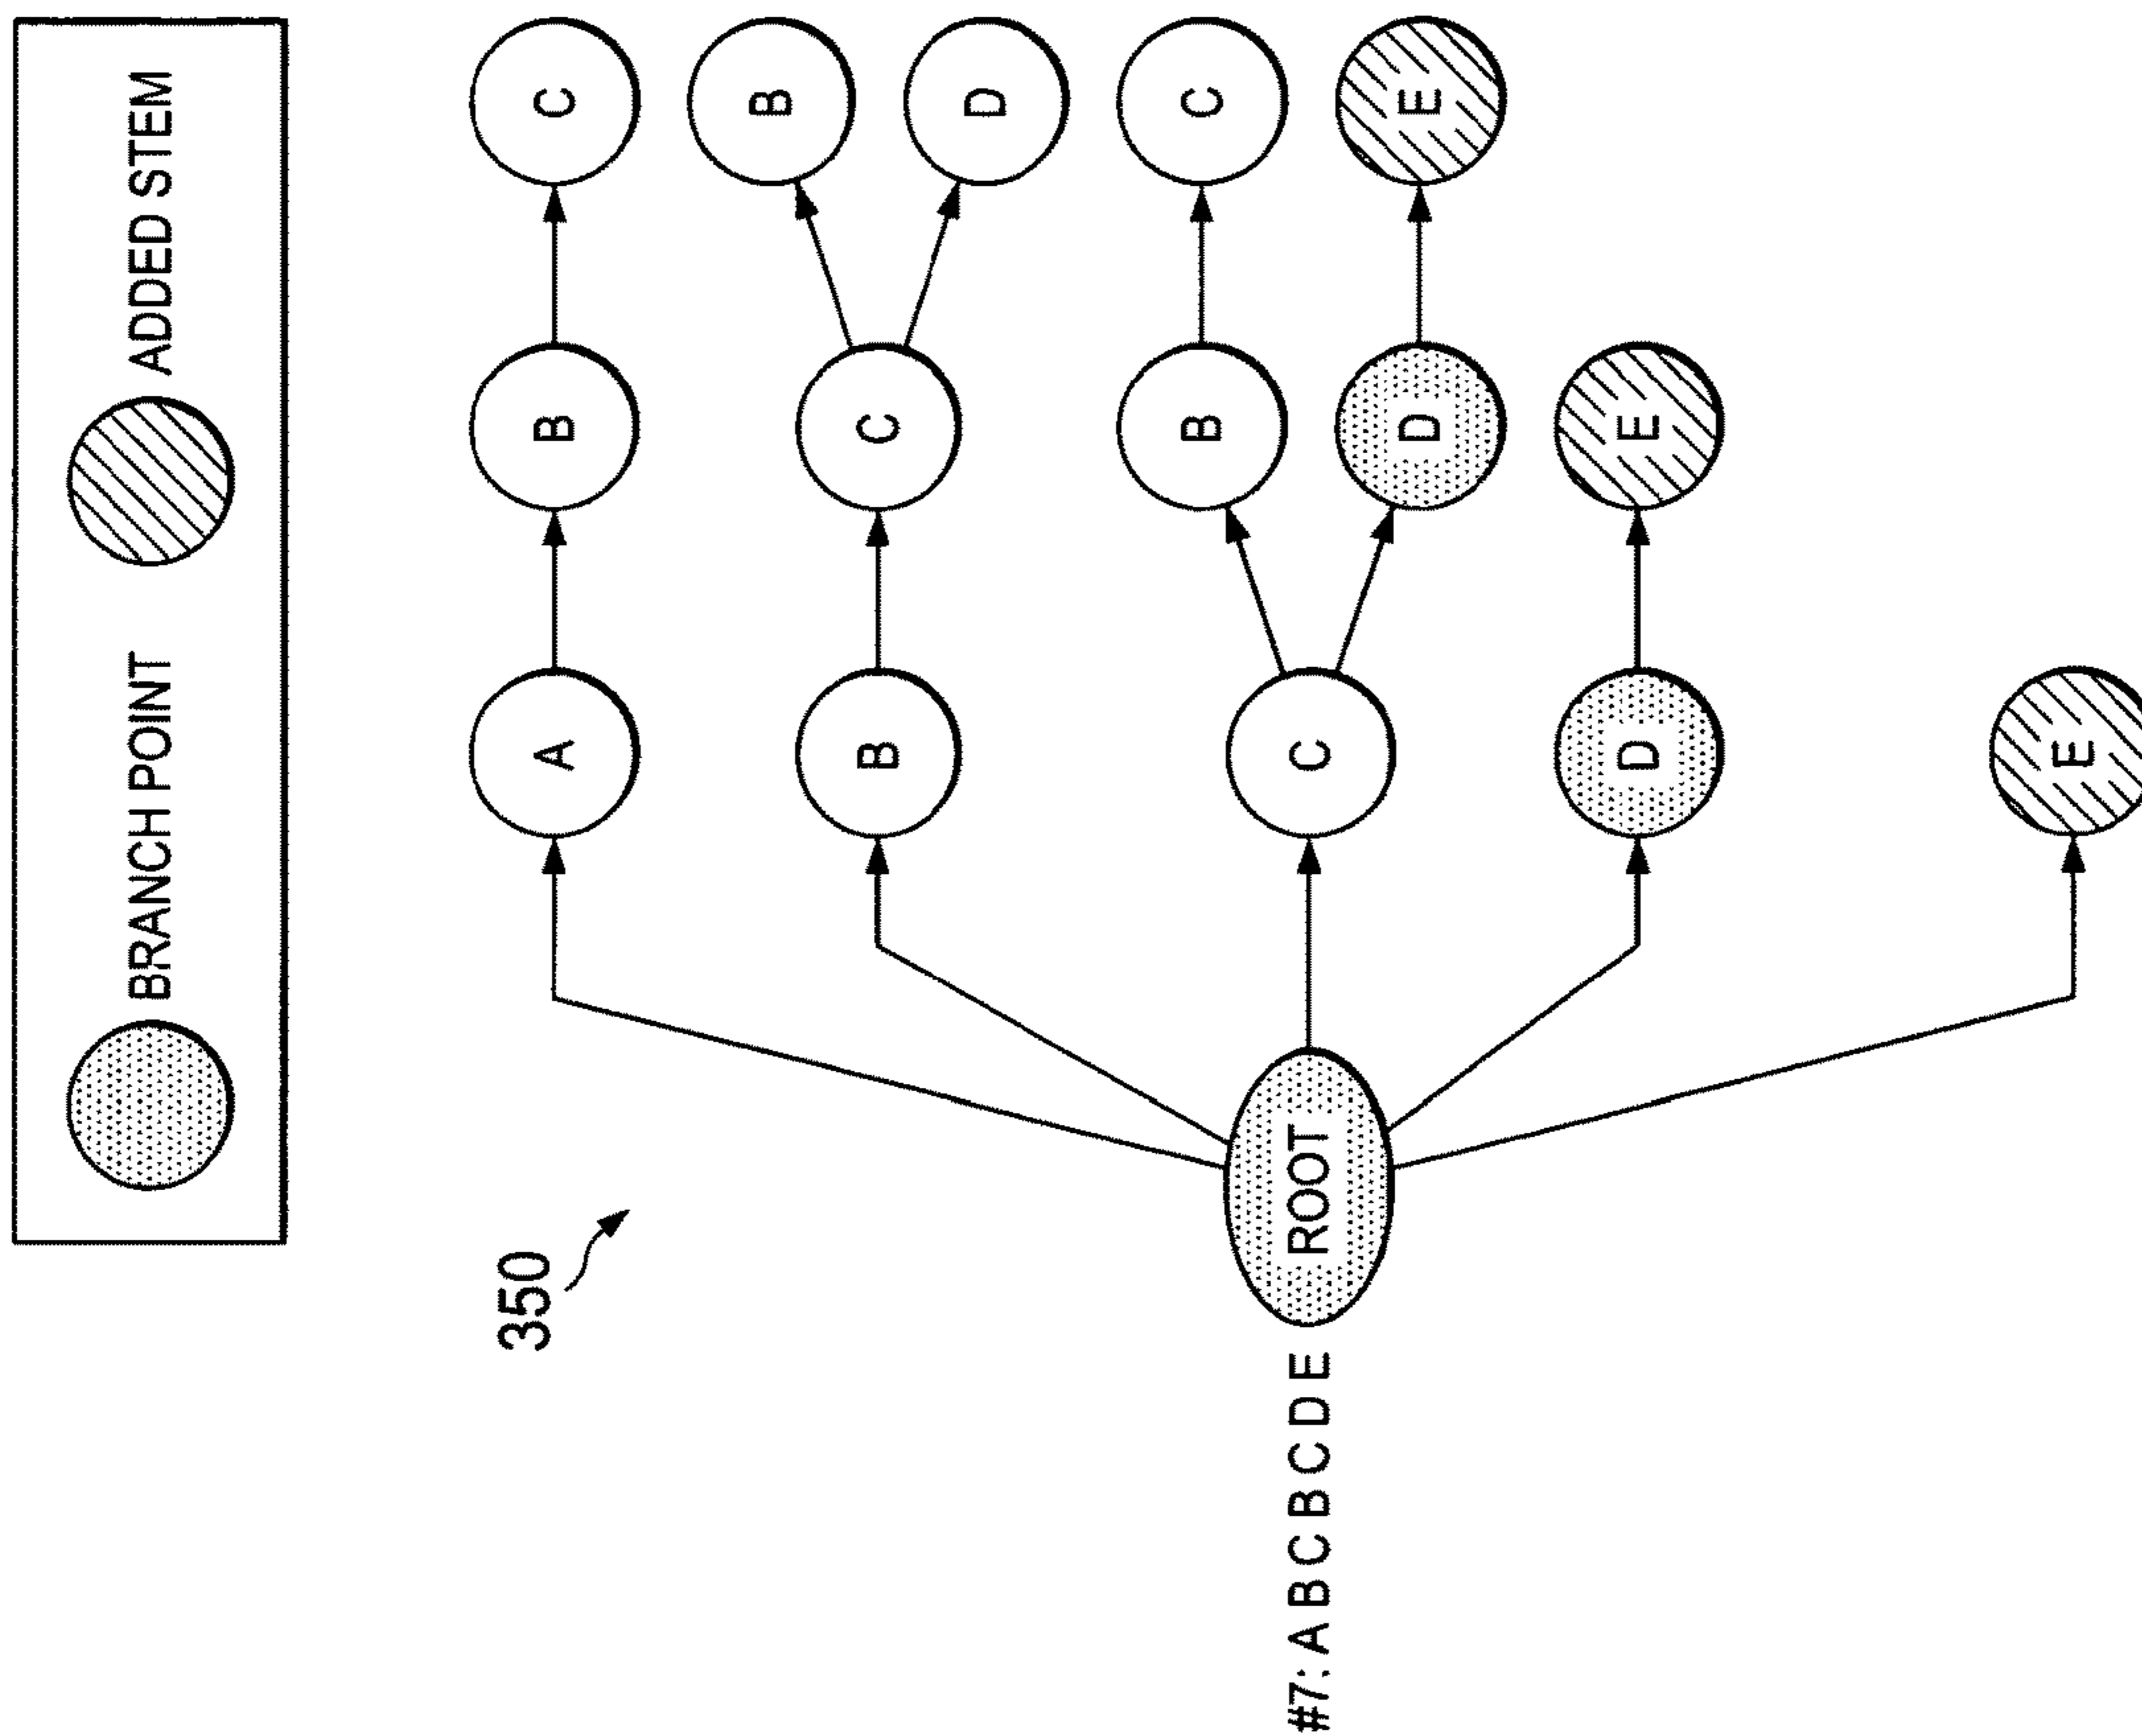 BRANCH POINT
ADDED STEM
350
A B C
B
B C
D
B C
#7: A B C B C D E
ROOT
C
D E
D E
E